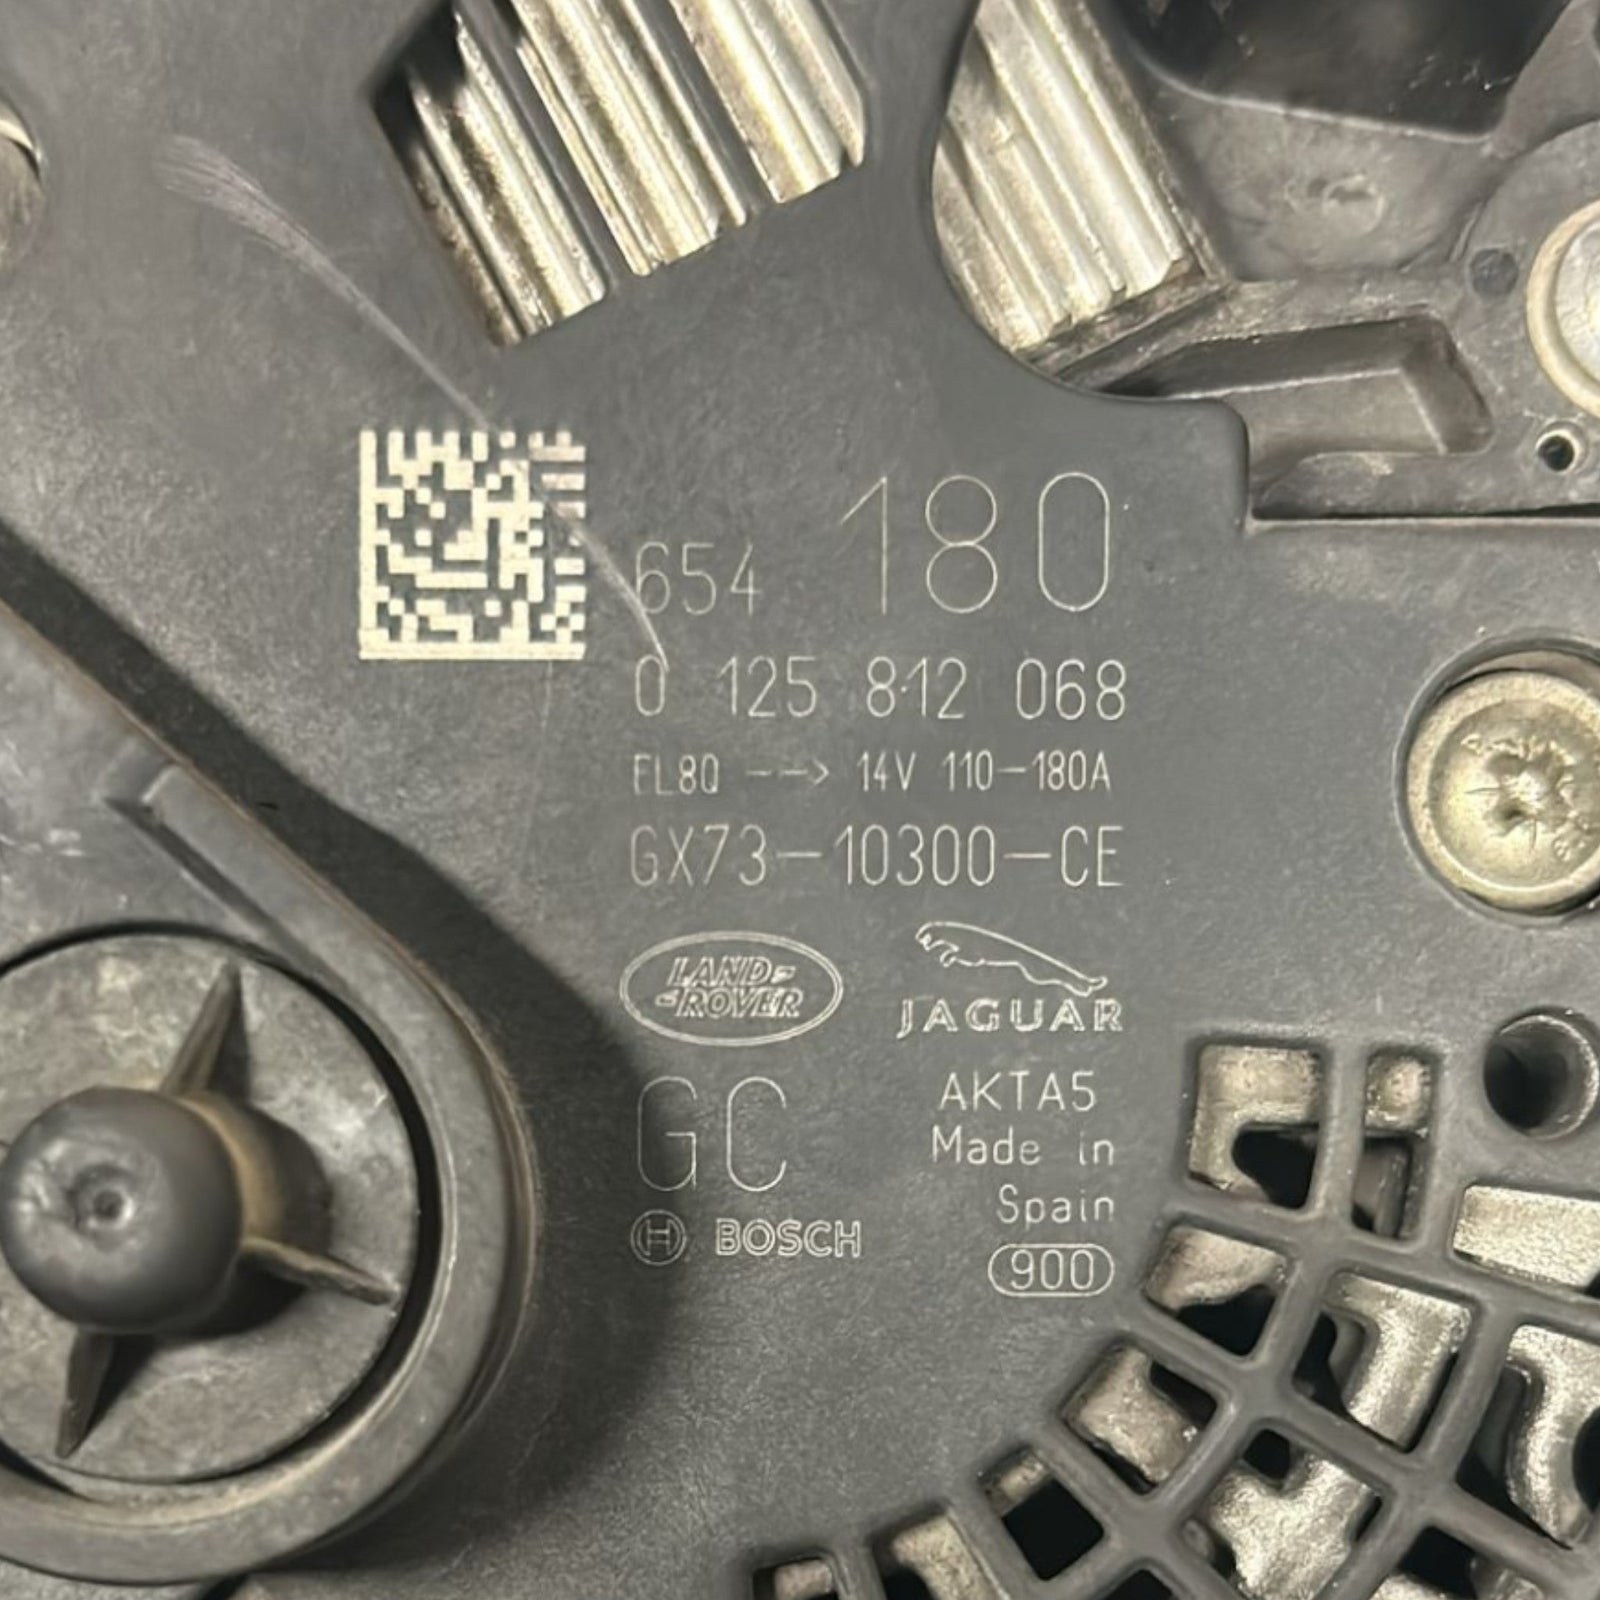 654 180
0 125 812 068
EL8Q --> 14V 110-180A
GX73-10300-CE
LAND-
-ROVER
JAGUAR
GC AKTA5
Made in
Spain
BOSCH
900